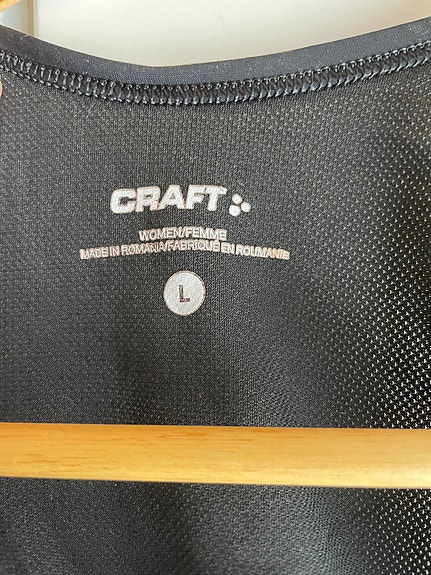 CRAFT
WOMEN/FEMME
MADE IN ROMANIA/FABRIQUÉ EN ROUMANIE
L